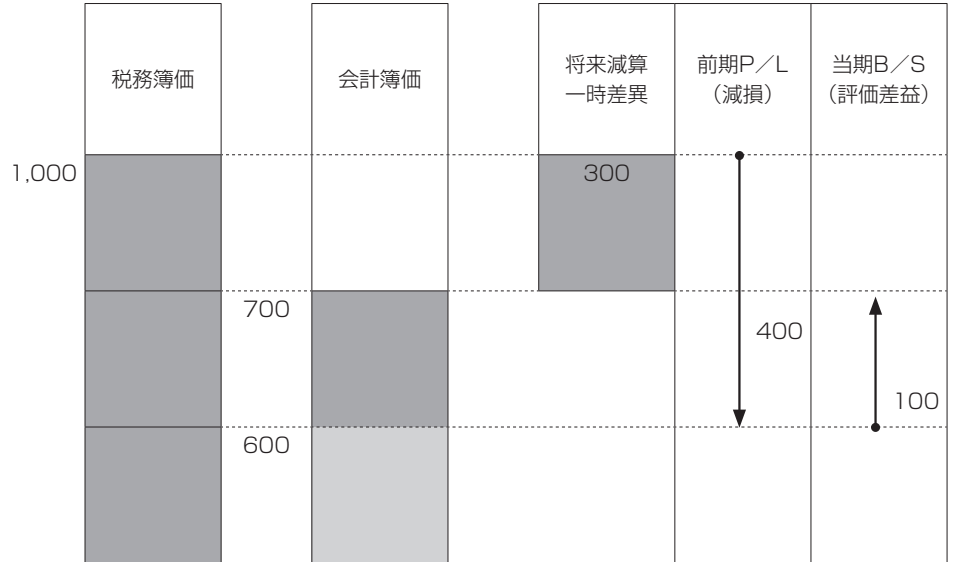 税務簿価
会計簿価
将来減算
一時差異
前期P／L
（減損）
当期B／S
（評価差益）
1,000
300
700
400
100
600